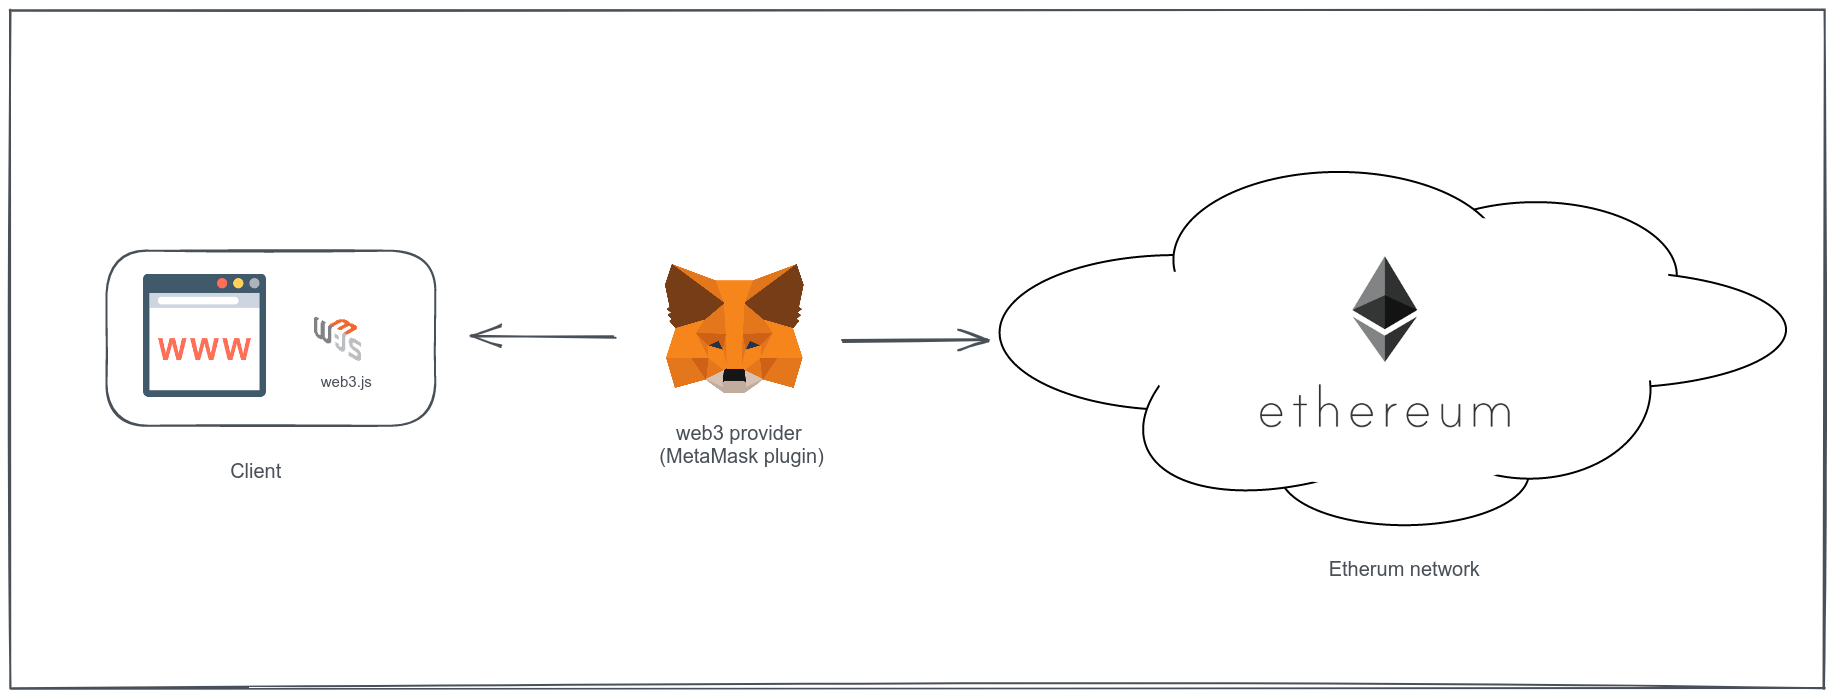 WWW
web3.js
Client
web3 provider
(MetaMask plugin)
ethereum
Etherum network